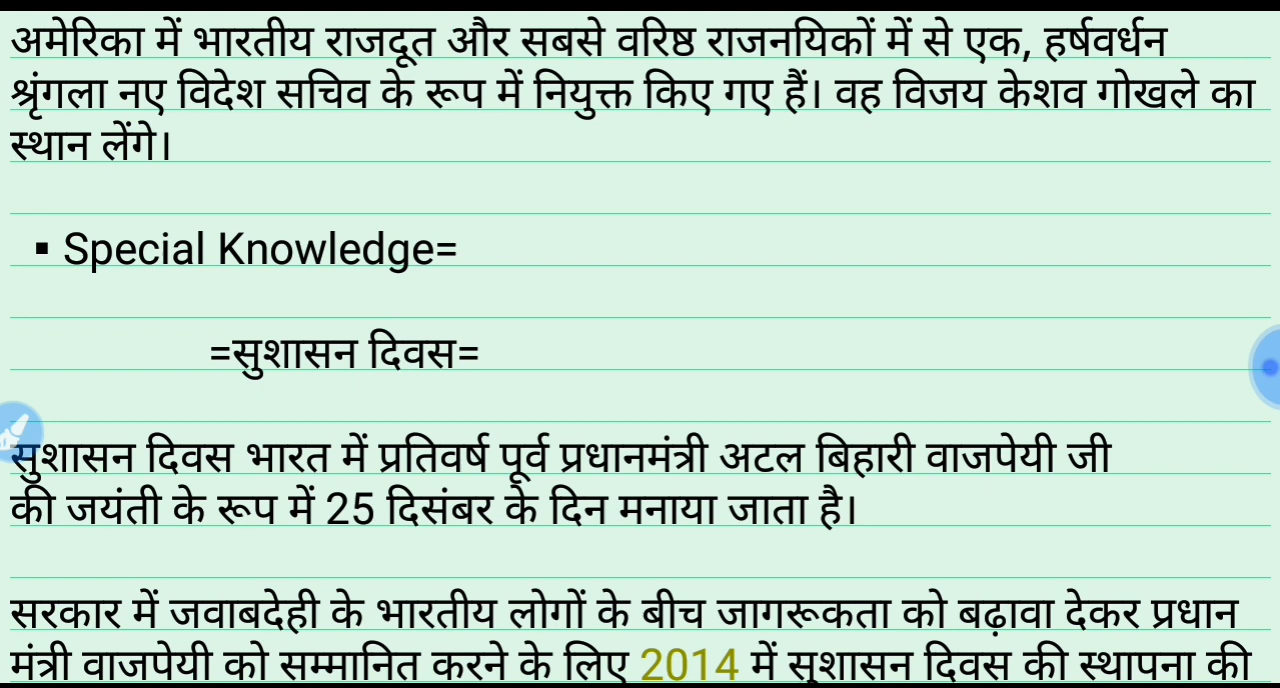 अमेरिका में भारतीय राजदूत और सबसे वरिष्ठ राजनयिकों में से एक, हर्षवर्धन
श्रृंगला नए विदेश सचिव के रूप में नियुक्त किए गए हैं। वह विजय केशव गोखले का
स्थान लेंगे।
▪ Special Knowledge=
=सुशासन दिवस=
सुशासन दिवस भारत में प्रतिवर्ष पूर्व प्रधानमंत्री अटल बिहारी वाजपेयी जी
की जयंती के रूप में 25 दिसंबर के दिन मनाया जाता है।
सरकार में जवाबदेही के भारतीय लोगों के बीच जागरूकता को बढ़ावा देकर प्रधान
मंत्री वाजपेयी को सम्मानित करने के लिए 2014 में सुशासन दिवस की स्थापना की